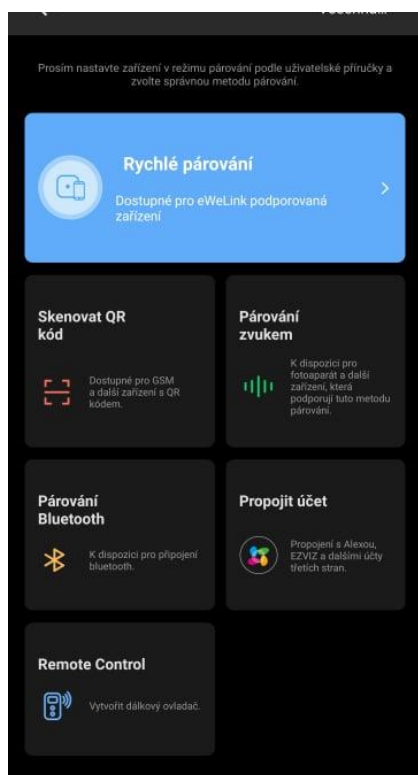 Prosím nastavte zařízení v režimu párování podle uživatelské příručky a
zvolte správnou metodu párování.
Rychlé párování
Dostupné pro eWeLink podporovaná
zařízení
Skenovat QR
kód
Dostupné pro GSM
a další zařízení s QR
kódem.
Párování
zvukem
K dispozici pro
fotoaparát a další
zařízení, která
podporují tuto metodu
párování.
Párování
Bluetooth
K dispozici pro připojení
bluetooth.
Propojit účet
Propojení s Alexou,
EZVIZ a dalšími účty
třetích stran.
Remote Control
Vytvořit dálkový ovladač.